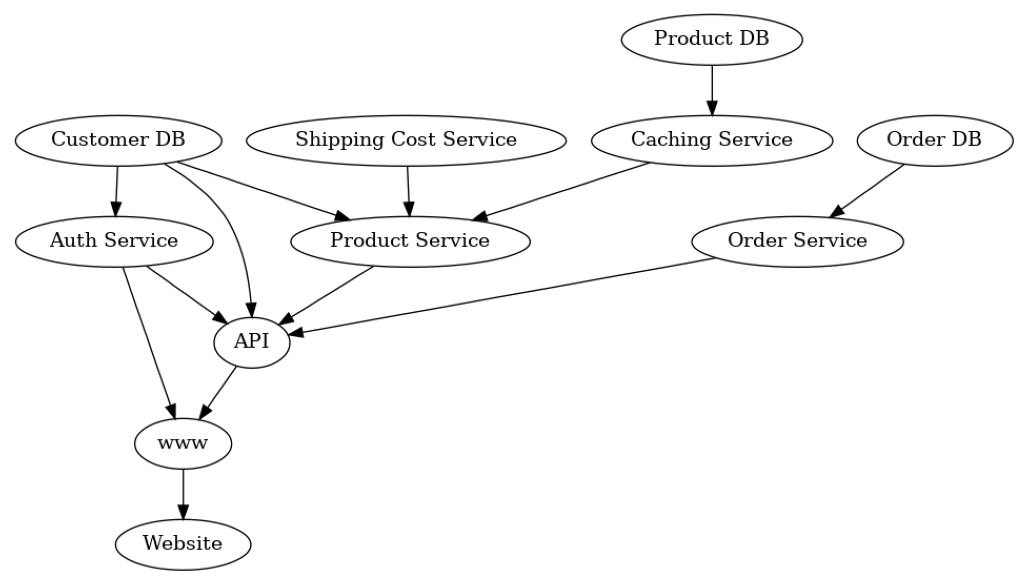 Product DB
Customer DB
Shipping Cost Service
Caching Service
Order DB
Auth Service
Product Service
Order Service
API
www
Website